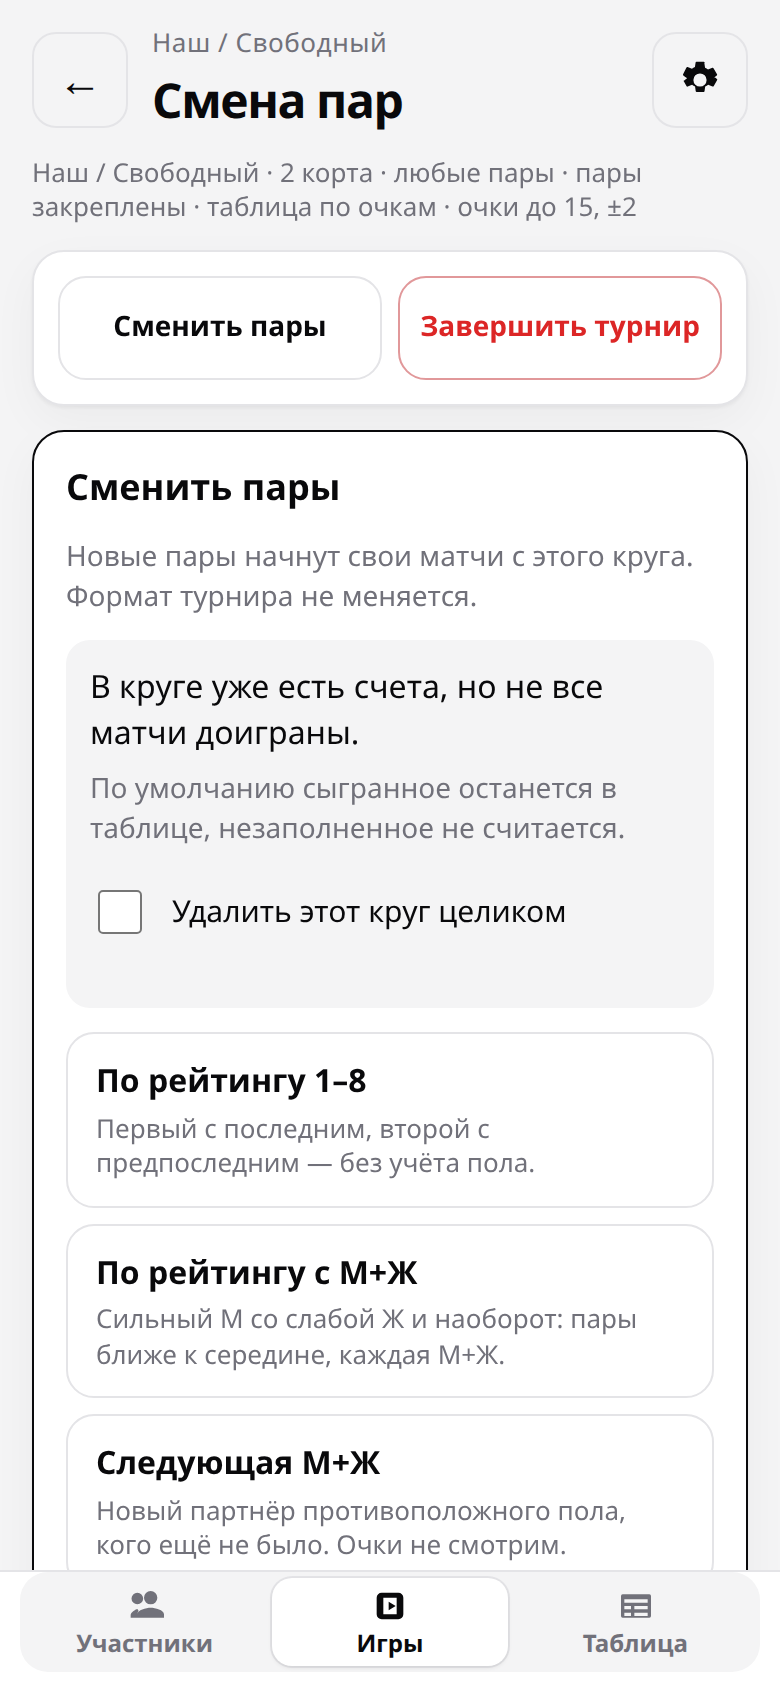 Наш / Свободный
←
Смена пар
Наш / Свободный · 2 корта · любые пары · пары
закреплены · таблица по очкам · очки до 15, ±2
Сменить пары
Завершить турнир
Сменить пары
Новые пары начнут свои матчи с этого круга.
Формат турнира не меняется.
В круге уже есть счета, но не все
матчи доиграны.
По умолчанию сыгранное останется в
таблице, незаполненное не считается.
Удалить этот круг целиком
По рейтингу 1–8
Первый с последним, второй с
предпоследним — без учёта пола.
По рейтингу с М+Ж
Сильный М со слабой Ж и наоборот: пары
ближе к середине, каждая М+Ж.
Следующая М+Ж
Новый партнёр противоположного пола,
кого ещё не было. Очки не смотрим.
Участники
Игры
Таблица